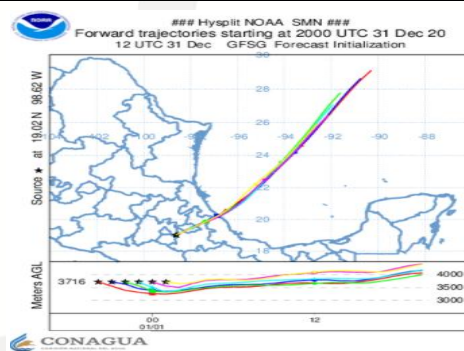 NOAA
### Hysplit NOAA SMN ###
Forward trajectories starting at 2000 UTC 31 Dec 20
12 UTC 31 Dec GFSG Forecast Initialization
Source ★ at 19.02 N 98.62 W
30
28
26
24
22
20
18
-102 -100 -98 -96 -94 -92 -90 -88
Meters AGL
3716
4000
3500
3000
00 12
01/01
CONAGUA